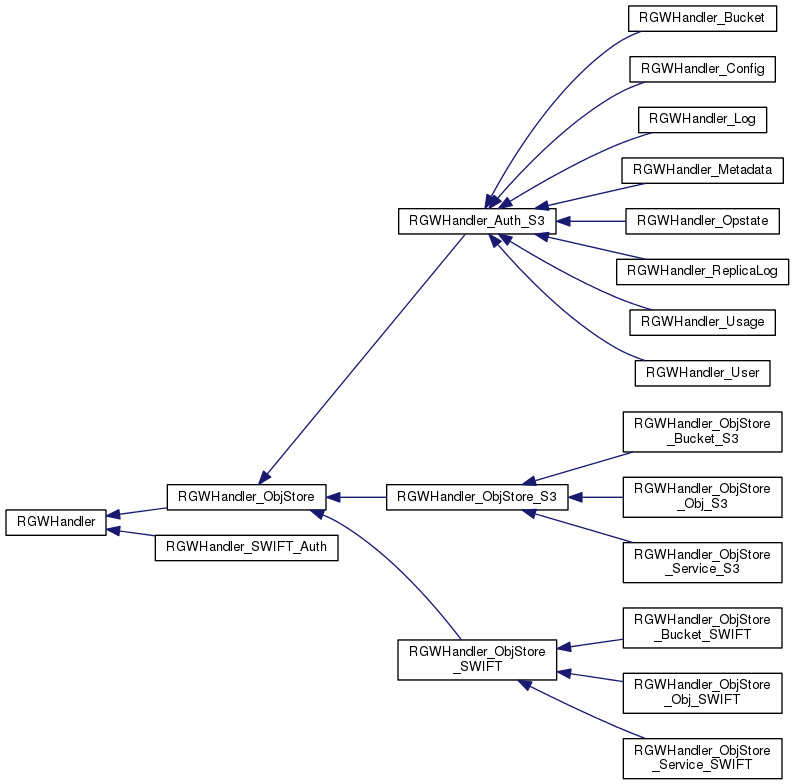 RGWHandler_Bucket
RGWHandler_Config
RGWHandler_Log
RGWHandler_Metadata
RGWHandler_Auth_S3
RGWHandler_Opstate
RGWHandler_ReplicaLog
RGWHandler_Usage
RGWHandler_User
RGWHandler_ObjStore
_Bucket_S3
RGWHandler_ObjStore
RGWHandler_ObjStore_S3
RGWHandler_ObjStore
_Obj_S3
RGWHandler
RGWHandler_SWIFT_Auth
RGWHandler_ObjStore
_Service_S3
RGWHandler_ObjStore
_Bucket_SWIFT
RGWHandler_ObjStore
_SWIFT
RGWHandler_ObjStore
_Obj_SWIFT
RGWHandler_ObjStore
_Service_SWIFT